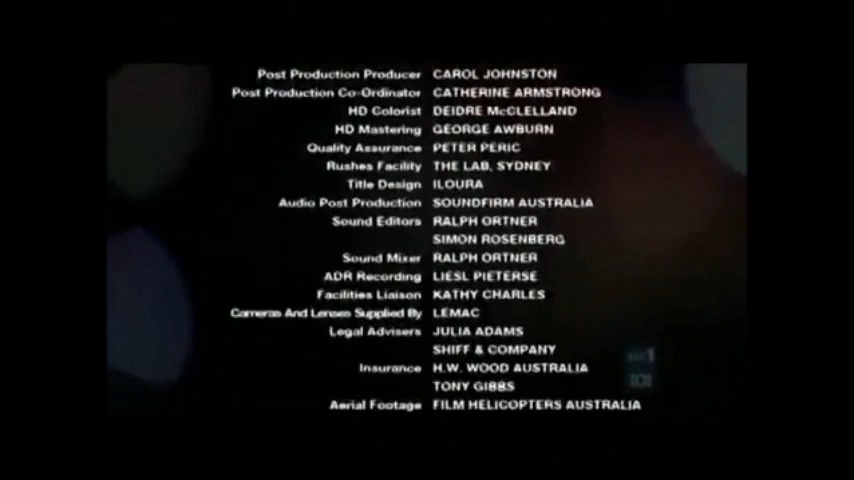 Post Production Producer CAROL JOHNSTON
Post Production Co-Ordinator CATHERINE ARMSTRONG
HD Colorist DEIDRE McCLELLAND
HD Mastering GEORGE AWBURN
Quality Assurance PETER PERIC
Rushes Facility THE LAB, SYDNEY
Title Design ILOURA
Audio Post Production SOUNDFIRM AUSTRALIA
Sound Editors RALPH ORTNER
SIMON ROSENBERG
Sound Mixer RALPH ORTNER
ADR Recording LIESL PIETERSE
Facilities Liaison KATHY CHARLES
Cameras And Lenses Supplied By LEMAC
Legal Advisers JULIA ADAMS
SHIFF & COMPANY
abc1
Insurance H.W. WOOD AUSTRALIA
TONY GIBBS
Aerial Footage FILM HELICOPTERS AUSTRALIA